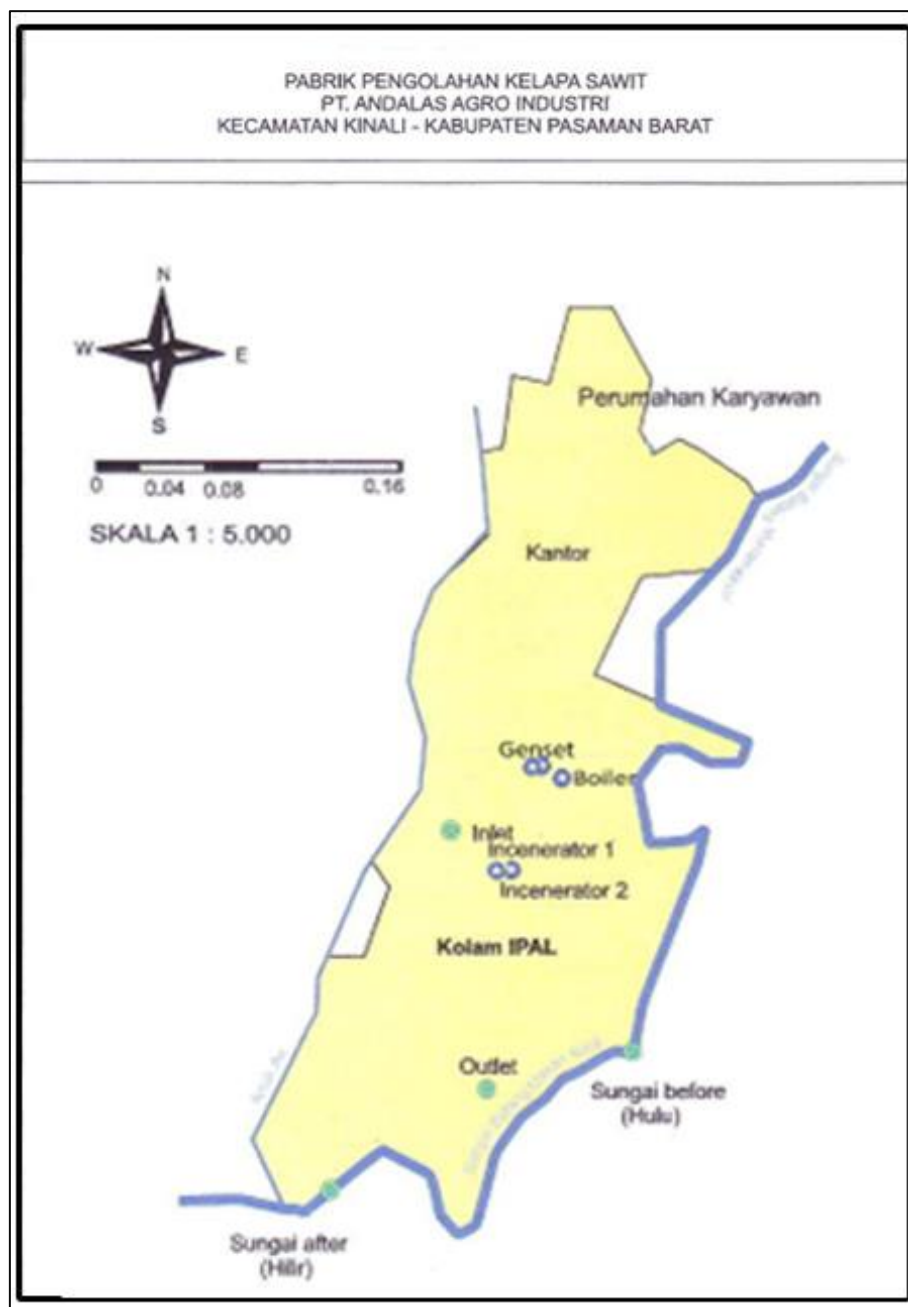 PABRIK PENGOLAHAN KELAPA SAWIT
PT. ANDALAS AGRO INDUSTRI
KECAMATAN KINALI - KABUPATEN PASAMAN BARAT
N
W E
S
0 0.04 0.08 0.16
SKALA 1 : 5.000
Perumahan Karyawan
Kantor
Genset
Boiler
Inlet
Incenerator 1
Incenerator 2
Kolam IPAL
Outlet
Sungai before
(Hulu)
Sungai after
(Hilir)